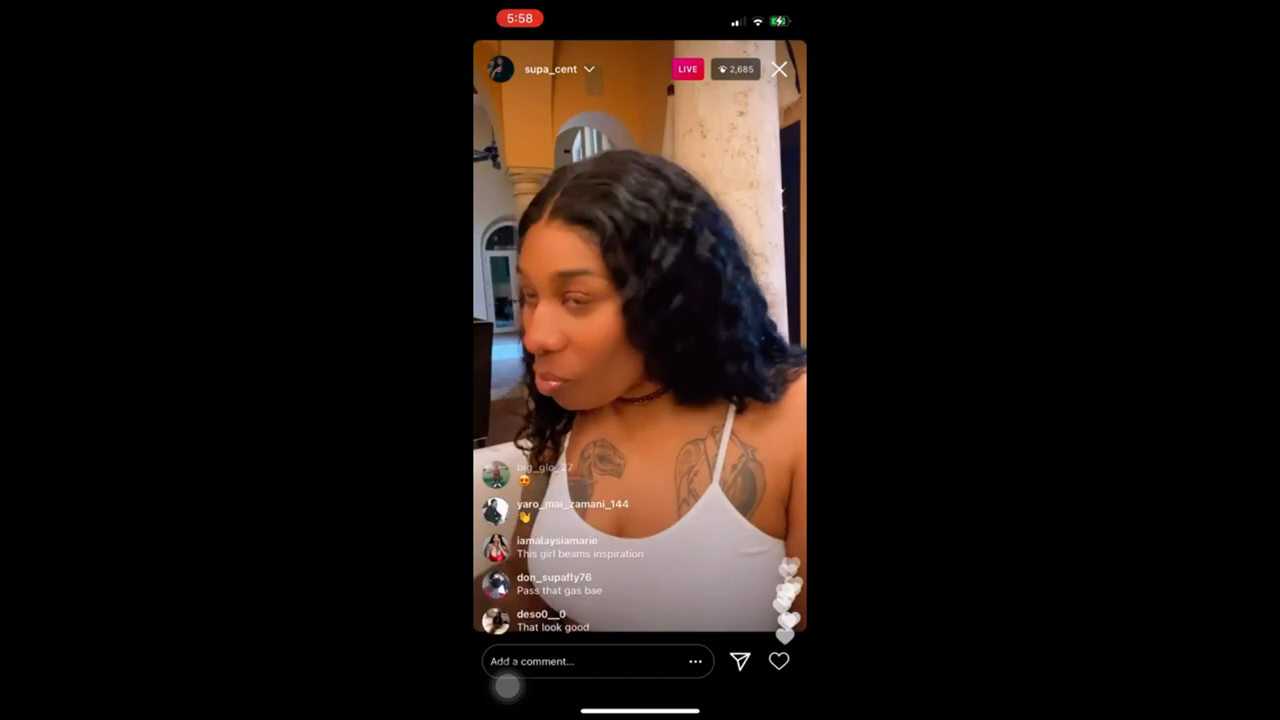 5:58
supa_cent
LIVE
2,685
big_glo_27
😍
yaro_mai_zamani_144
👋
iamalaysiamarie
This girl beams inspiration
don_supafly76
Pass that gas bae
deso0__0
That look good
Add a comment...